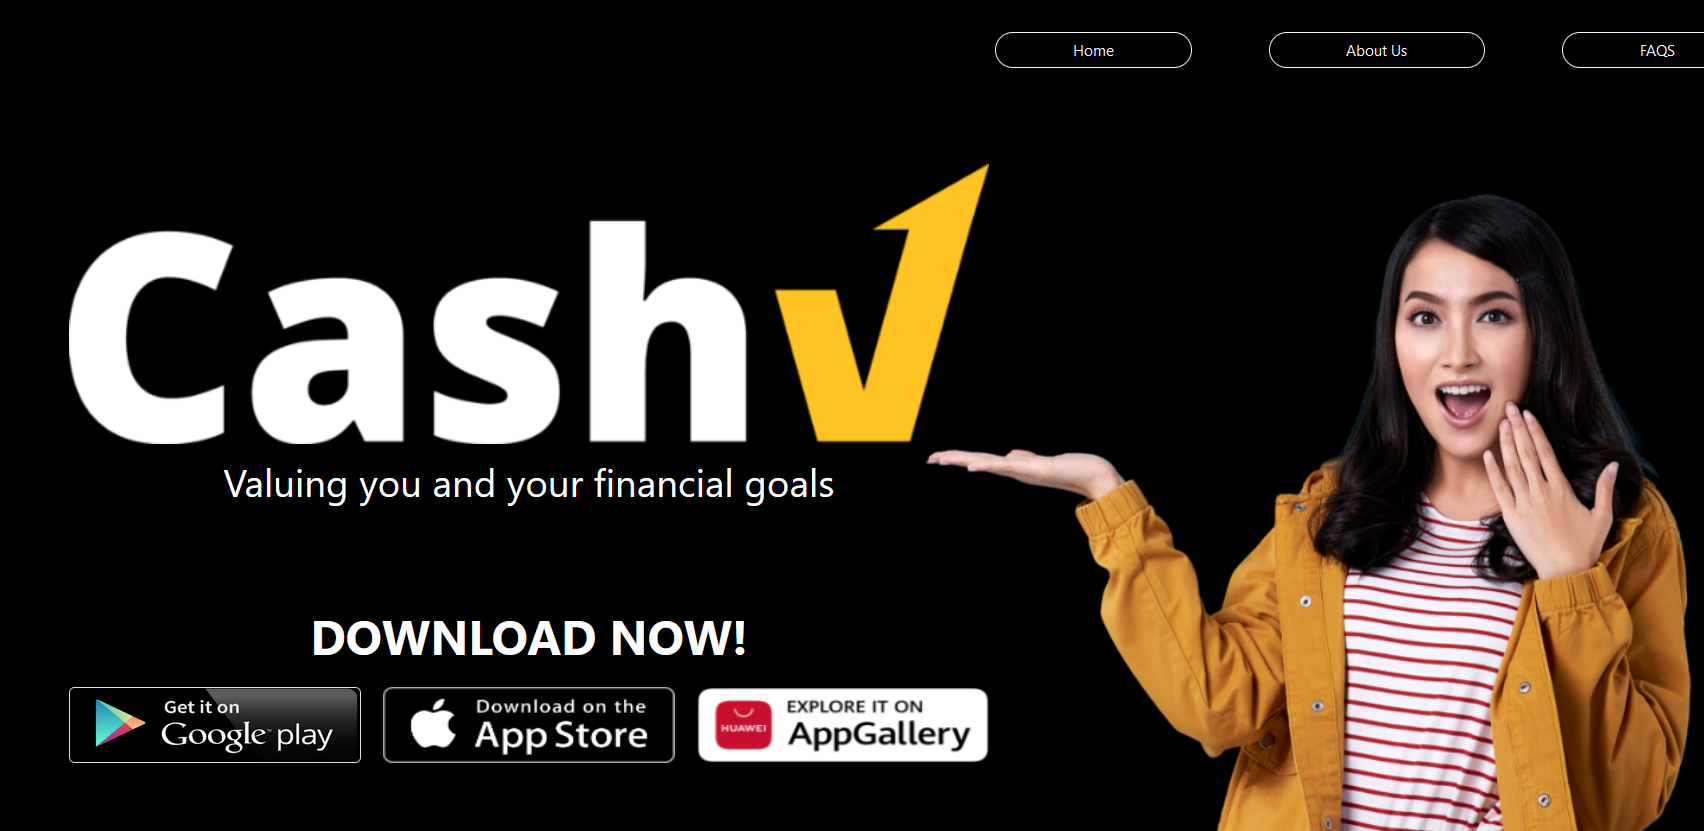 Home
About Us
FAQS
CashV
Valuing you and your financial goals
DOWNLOAD NOW!
Get it on
Google play
Download on the
App Store
HUAWEI
EXPLORE IT ON
AppGallery